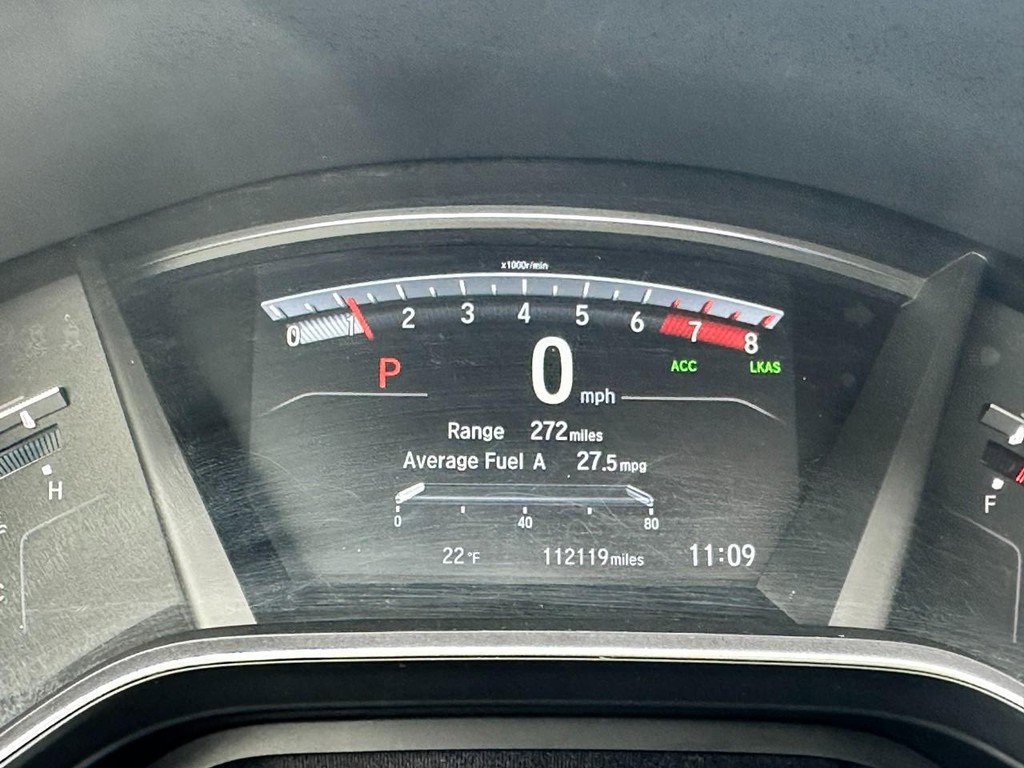 x1000r/min
0 1 2 3 4 5 6 7 8
P
0 mph
ACC LKAS
Range 272 miles
Average Fuel A 27.5 mpg
0 40 80
22°F 112119 miles 11:09
H
F